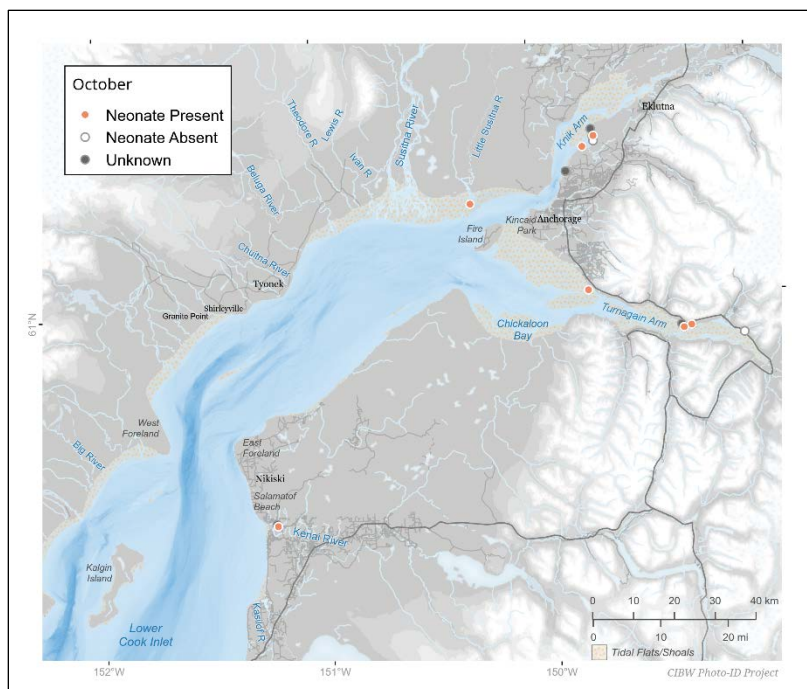 October
Neonate Present
Neonate Absent
Unknown
Theodore R
Lewis R
Ivan R
Susitna River
Little Susitna R
Knik Arm
Eklutna
Beluga River
Kincaid
Park
Anchorage
Fire
Island
Chuitna River
Tyonek
Shirleyville
Granite Point
61°N
Turnagain Arm
Chickaloon
Bay
West
Foreland
East
Foreland
Big River
Nikiski
Salamatof
Beach
Kenai River
Kalgin
Island
Kasilof R
Lower
Cook Inlet
0 10 20 30 40 km
0 10 20 mi
Tidal Flats/Shoals
152°W
151°W
150°W
CIBW Photo-ID Project